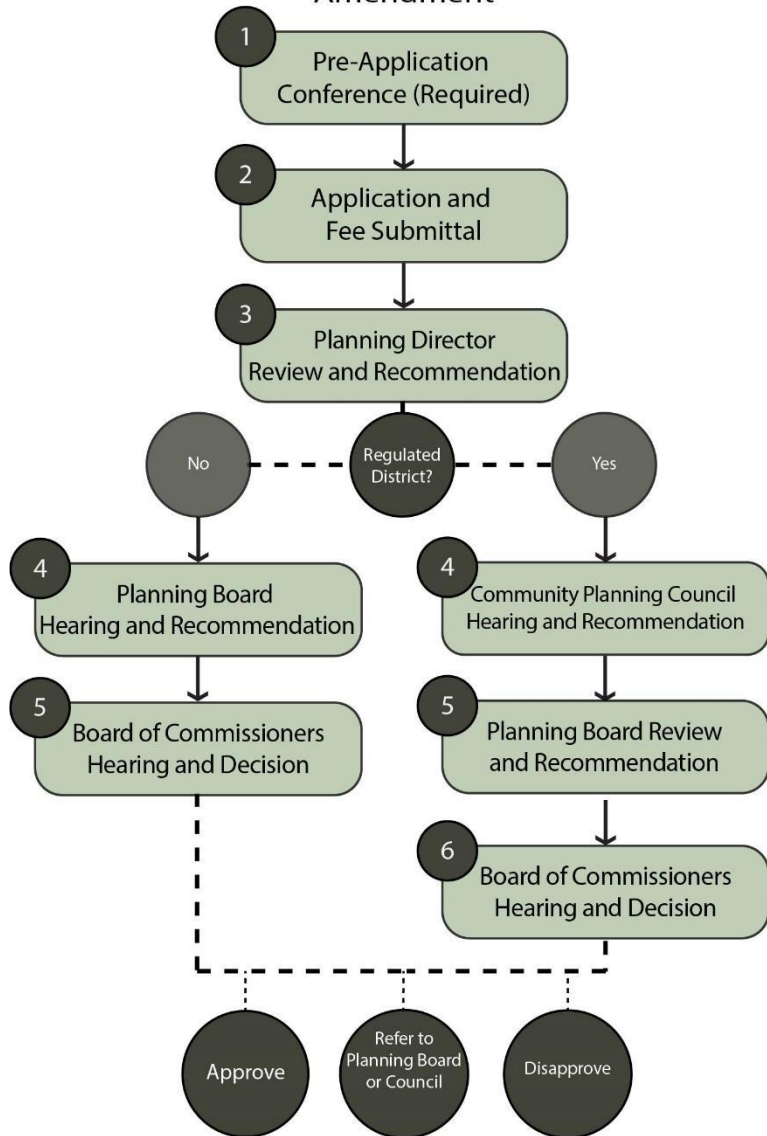 Amendment
1
Pre-Application
Conference (Required)
2
Application and
Fee Submittal
3
Planning Director
Review and Recommendation
No
Regulated
District?
Yes
4
Planning Board
Hearing and Recommendation
5
Board of Commissioners
Hearing and Decision
4
Community Planning Council
Hearing and Recommendation
5
Planning Board Review
and Recommendation
6
Board of Commissioners
Hearing and Decision
Approve
Refer to
Planning Board
or Council
Disapprove